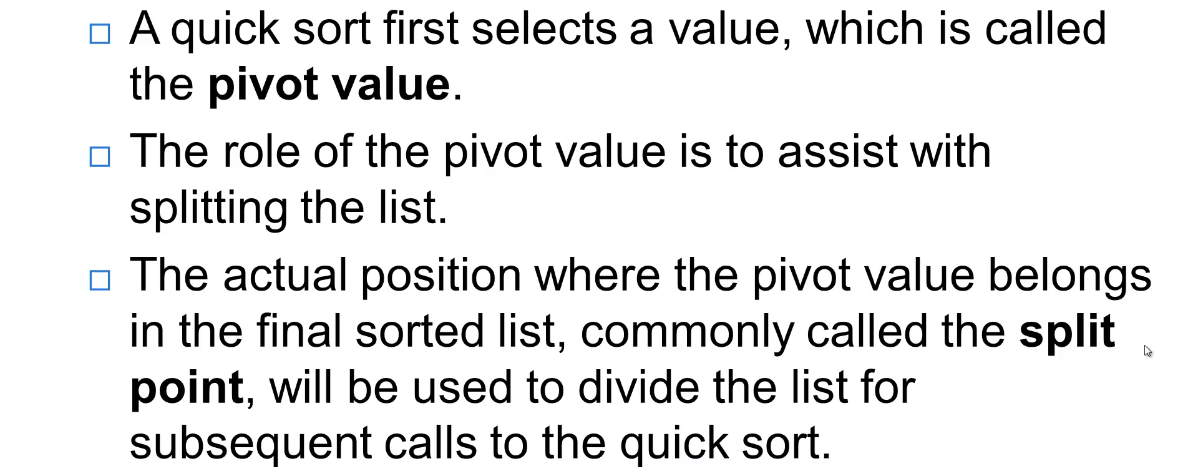 A quick sort first selects a value, which is called
the pivot value.
The role of the pivot value is to assist with
splitting the list.
The actual position where the pivot value belongs
in the final sorted list, commonly called the split
point, will be used to divide the list for
subsequent calls to the quick sort.